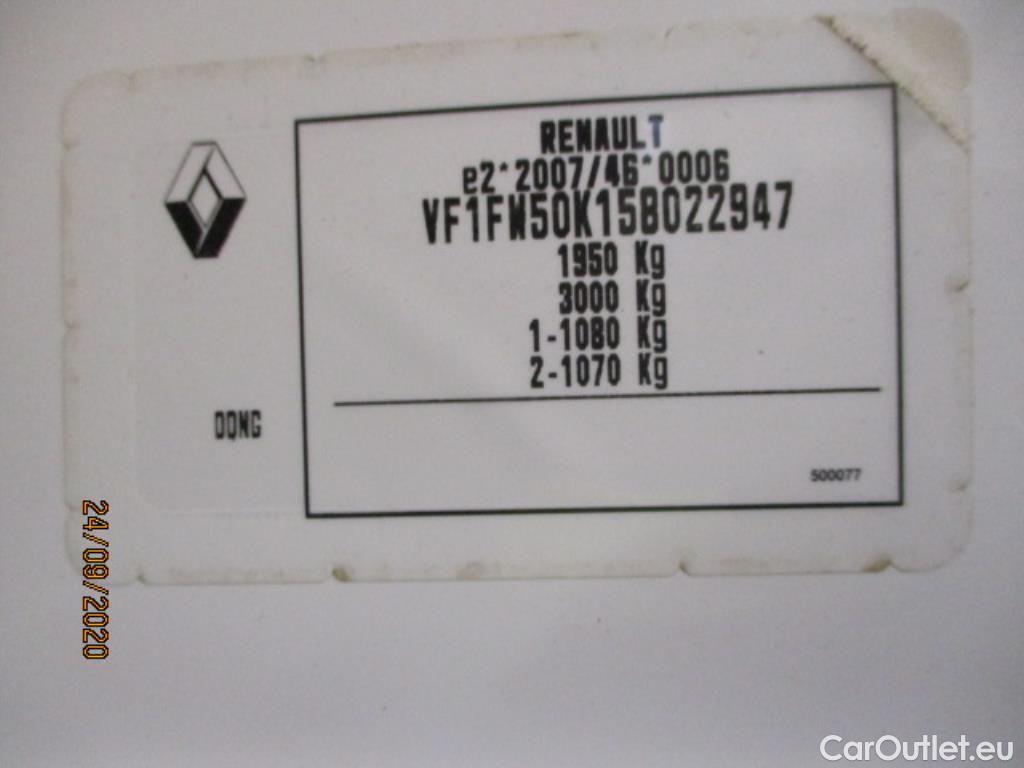 RENAULT
e2*2007/46*0006
VF1FW50K15B022947
1950 Kg
3000 Kg
1-1080 Kg
2-1070 Kg
DQNG
500077
24/09/2020
CarOutlet.eu